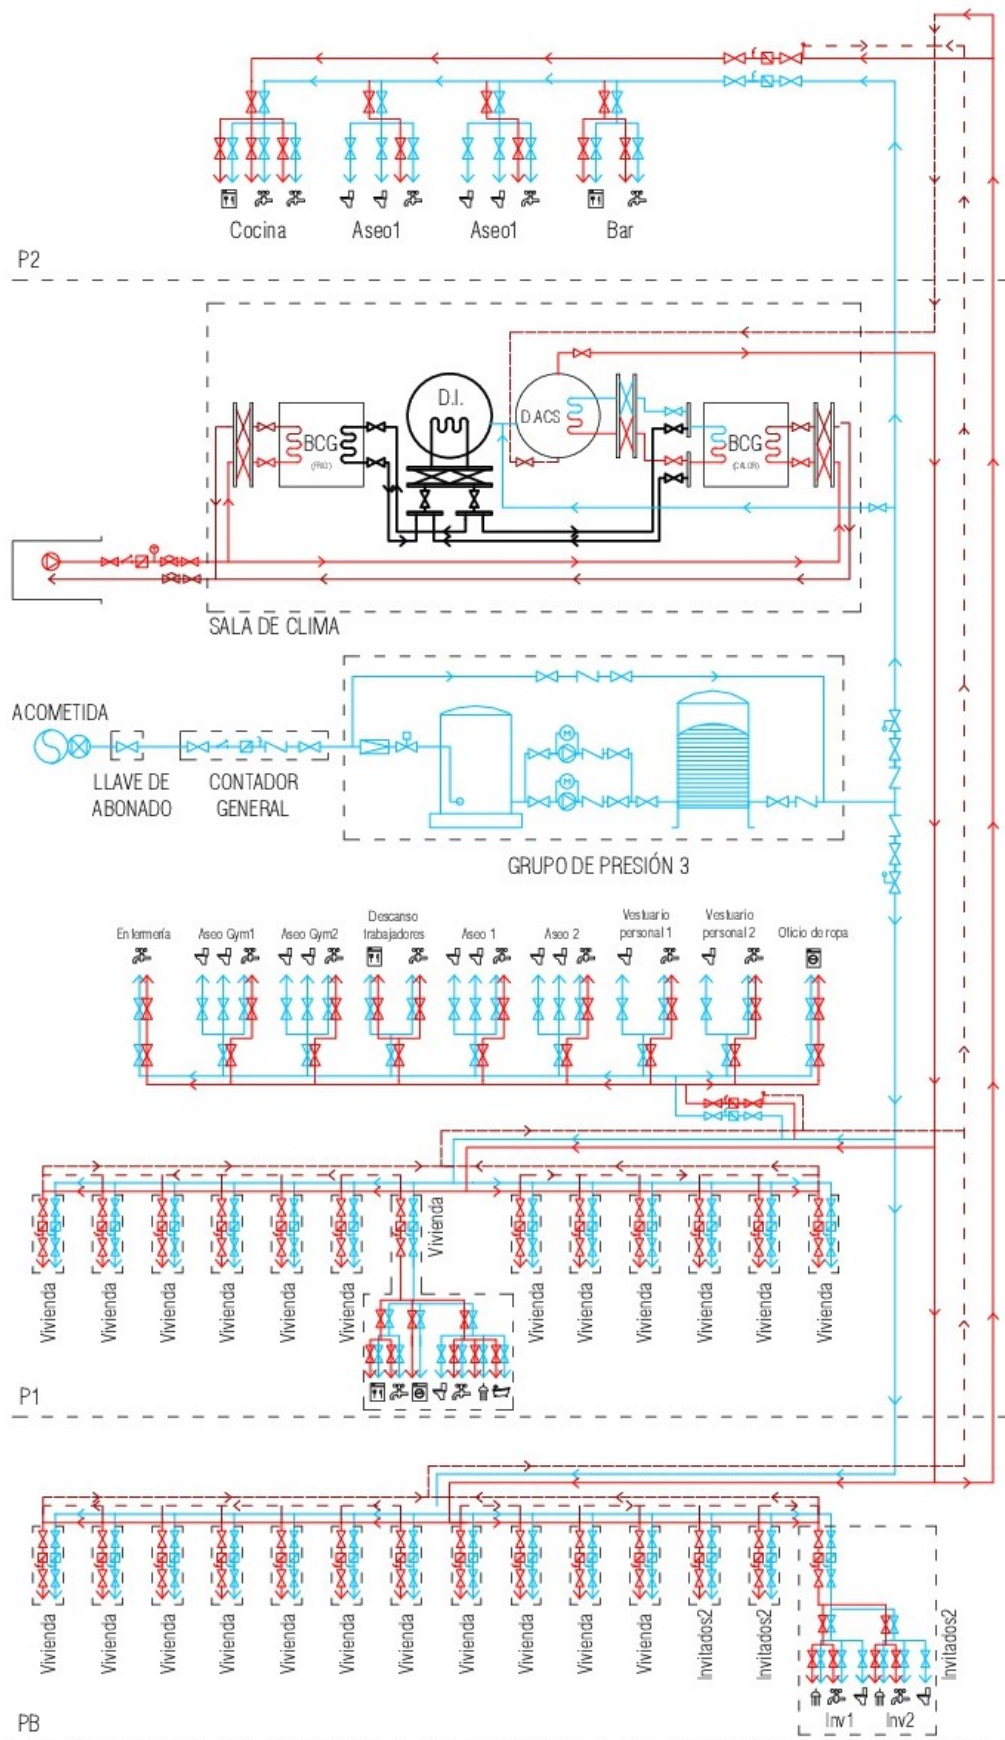 Cocina
Aseo1
Aseo1
Bar
P2
D.I.
D.ACS
BCG
(FRIO)
BCG
(CALOR)
SALA DE CLIMA
ACOMETIDA
LLAVE DE
ABONADO
CONTADOR
GENERAL
M
M
GRUPO DE PRESIÓN 3
Enfermería
Aseo Gym1
Aseo Gym2
Descanso
trabajadores
Aseo 1
Aseo 2
Vestuario
personal 1
Vestuario
personal 2
Oficio de ropa
Vivienda
Vivienda
Vivienda
Vivienda
Vivienda
Vivienda
Vivienda
Vivienda
Vivienda
Vivienda
Vivienda
Vivienda
Vivienda
P1
Vivienda
Vivienda
Vivienda
Vivienda
Vivienda
Vivienda
Vivienda
Vivienda
Vivienda
Vivienda
Vivienda
Invitados2
Invitados2
Invitados2
Inv1
Inv2
PB